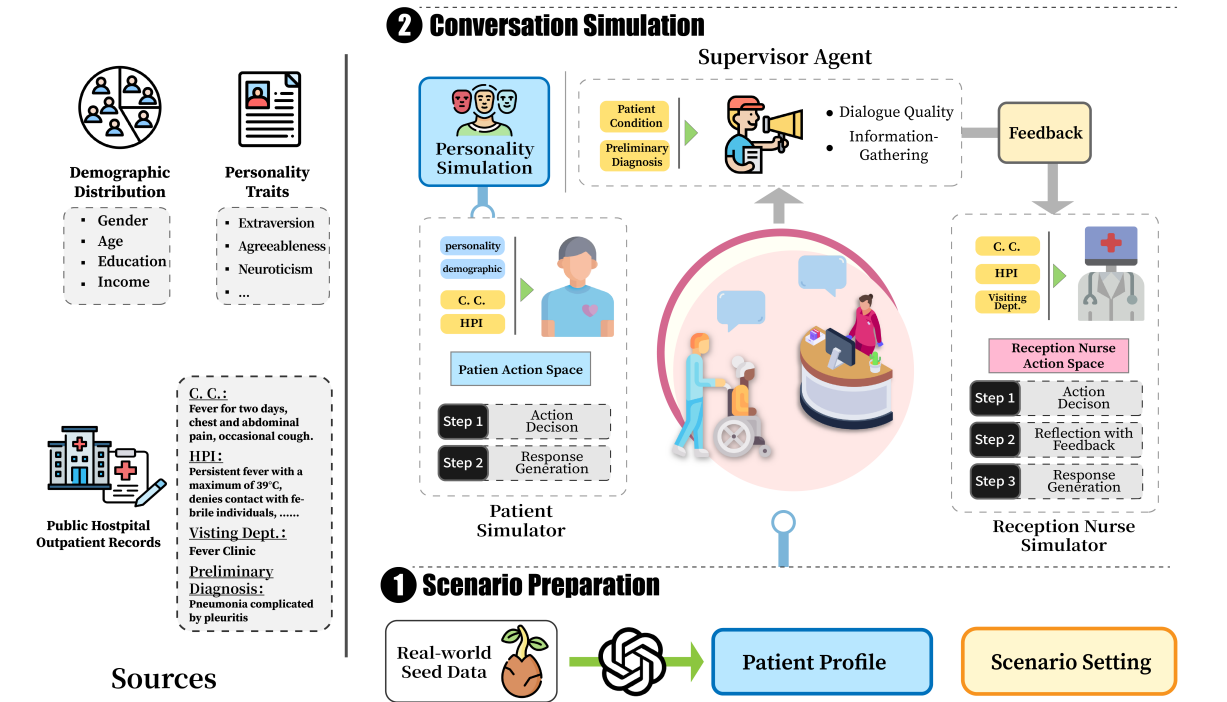 Demographic
Distribution
Gender
Age
Education
Income
Personality
Traits
Extraversion
Agreeableness
Neuroticism
...
Public Hostpital
Outpatient Records
C. C.:
Fever for two days,
chest and abdominal
pain, occasional cough.
HPI:
Persistent fever with a
maximum of 39°C,
denies contact with fe-
brile individuals, ......
Visting Dept.:
Fever Clinic
Preliminary
Diagnosis:
Pneumonia complicated
by pleuritis
Sources
2 Conversation Simulation
Personality
Simulation
Supervisor Agent
Patient
Condition
Preliminary
Diagnosis
Dialogue Quality
Information-
Gathering
Feedback
personality
demographic
C. C.
HPI
Patien Action Space
Step 1
Action
Decison
Step 2
Response
Generation
Patient
Simulator
C. C.
HPI
Visiting
Dept.
Reception Nurse
Action Space
Step 1
Action
Decison
Step 2
Reflection with
Feedback
Step 3
Response
Generation
Reception Nurse
Simulator
1 Scenario Preparation
Real-world
Seed Data
Patient Profile
Scenario Setting